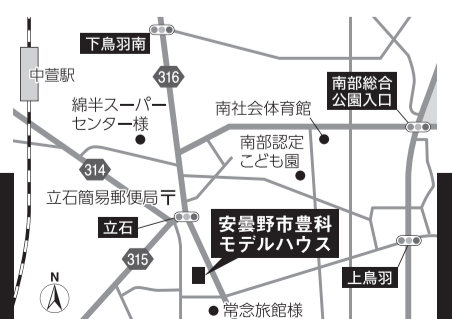 下鳥羽南
316
中萱駅
綿半スーパー
センター様
南社会体育館
南部総合
公園入口
南部認定
こども園
314
立石簡易郵便局〒
立石
安曇野市豊科
モデルハウス
315
上鳥羽
N
常念旅館様